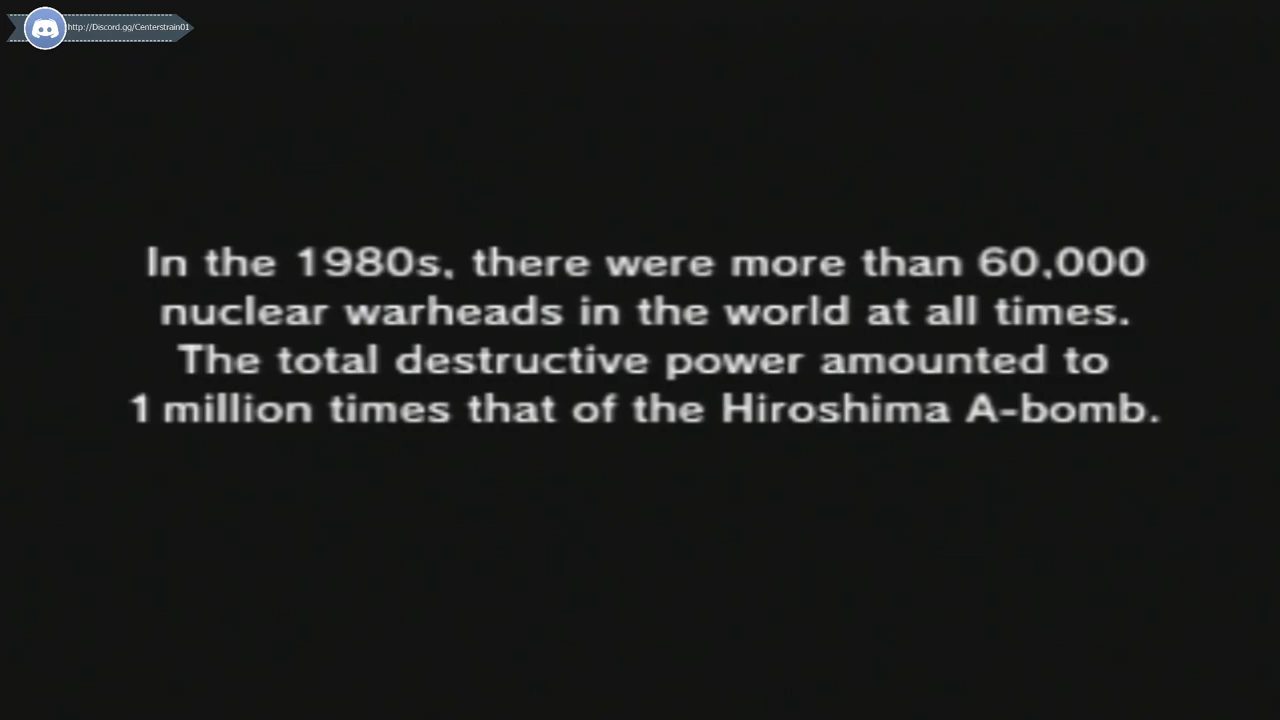 http://Discord.gg/Centerstrain01
In the 1980s, there were more than 60,000
nuclear warheads in the world at all times.
The total destructive power amounted to
1 million times that of the Hiroshima A-bomb.